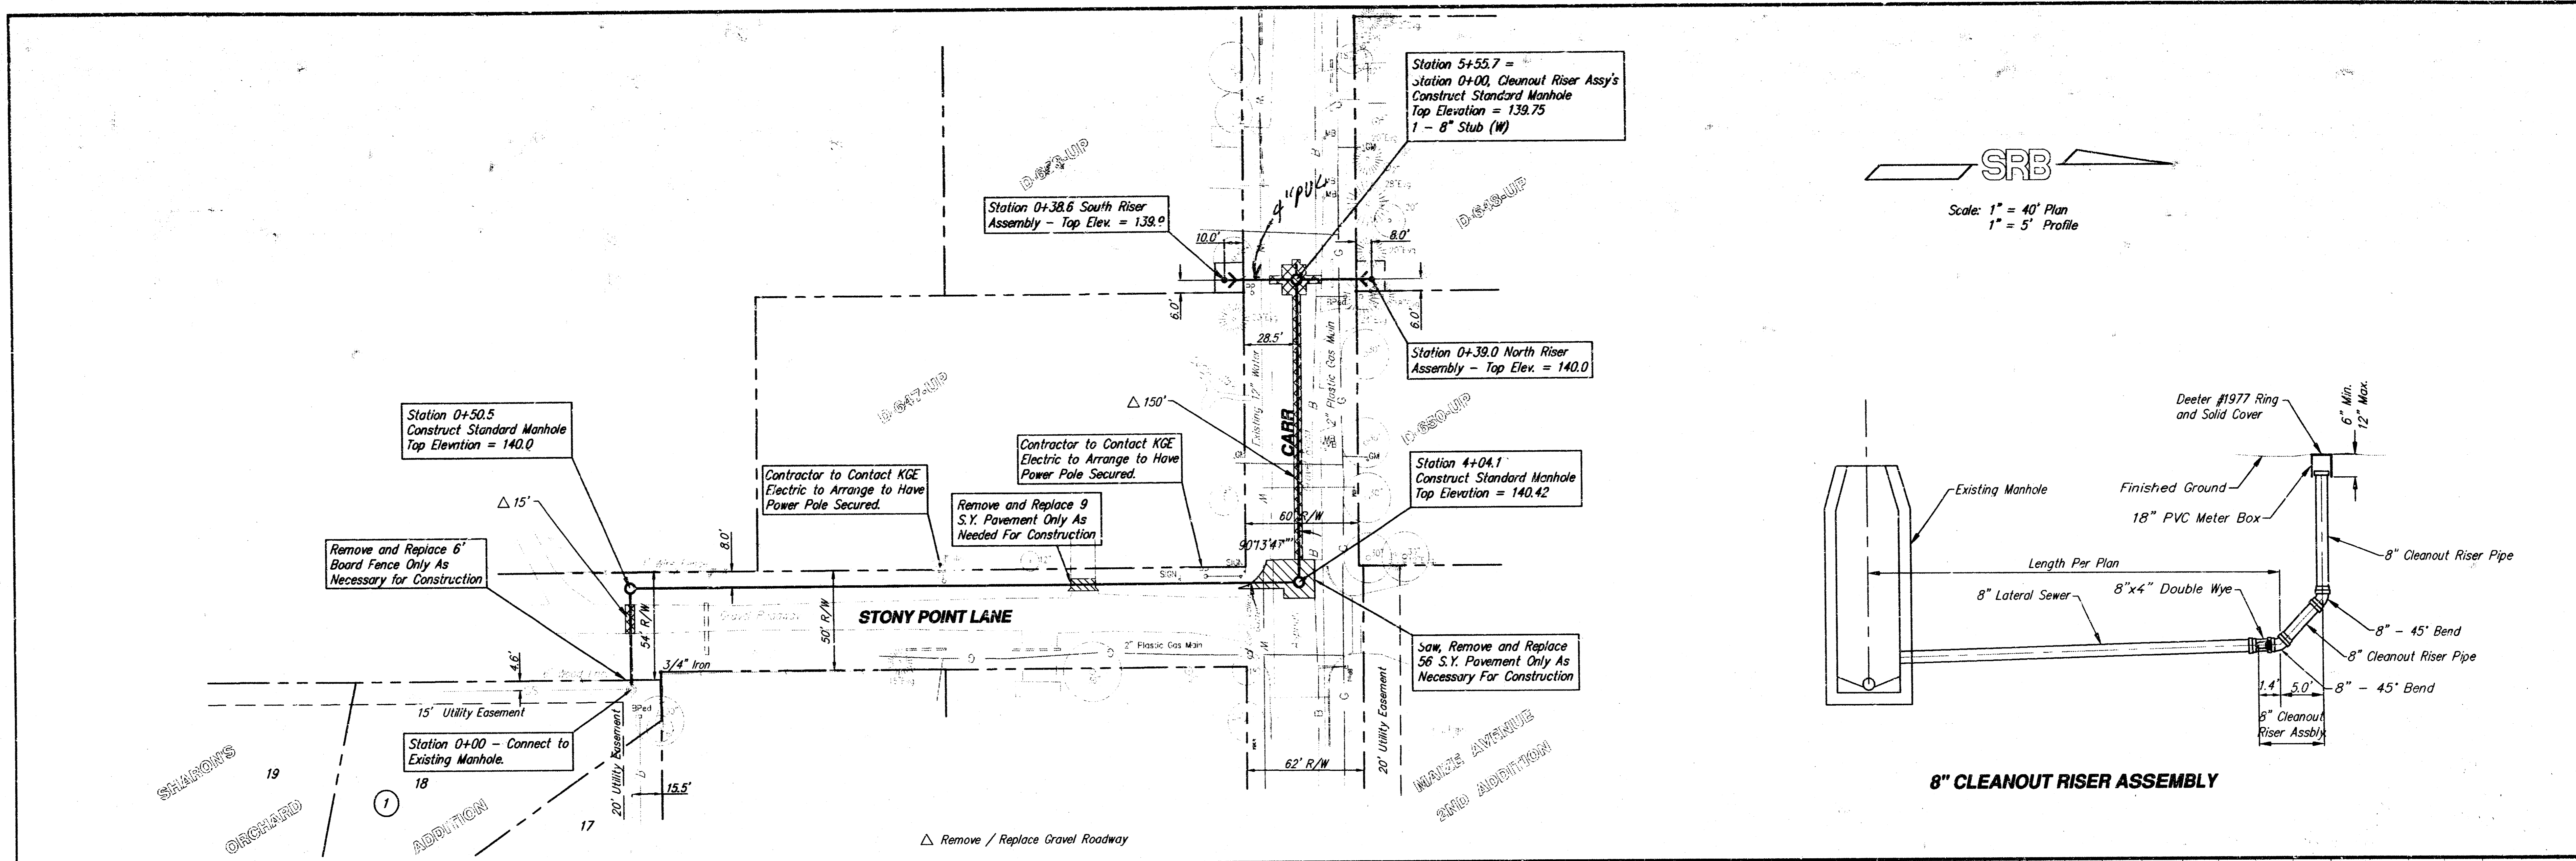 Station 5+55.7 =
Station 0+00, Cleanout Riser Assy's
Construct Standard Manhole
Top Elevation = 139.75
1 - 8" Stub (W)
D-648-UP
4" PVC
SRB
Scale: 1" = 40' Plan
1" = 5' Profile
Station 0+38.6 South Riser
Assembly - Top Elev. = 139.
10.0'
8.0'
6.0'
6.0'
28.5'
Existing 12" Water
CARR
2" Plastic Gas Main
Station 0+39.0 North Riser
Assembly - Top Elev. = 140.0
D-647-UP
D-650-UP
△ 150'
Station 0+50.5
Construct Standard Manhole
Top Elevation = 140.0
△ 15'
Contractor to Contact KGE
Electric to Arrange to Have
Power Pole Secured.
Remove and Replace 9
S.Y. Pavement Only As
Needed For Construction
Contractor to Contact KGE
Electric to Arrange to Have
Power Pole Secured.
Station 4+04.1
Construct Standard Manhole
Top Elevation = 140.42
60' R/W
90°13'47"
Remove and Replace 6'
Board Fence Only As
Necessary for Construction
8.0'
SIGN
SIGN
54' R/W
50' R/W
STONY POINT LANE
3/4" Iron
2" Plastic Gas Main
4.6'
15' Utility Easement
BPed
Station 0+00 - Connect to
Existing Manhole.
20' Utility Easement
15.5'
Saw, Remove and Replace
56 S.Y. Pavement Only As
Necessary For Construction
62' R/W
20' Utility Easement
MAIZE AVENUE
2ND ADDITION
SHARON'S
ORCHARD
ADDITION
19
18
1
17
△ Remove / Replace Gravel Roadway
Deeter #1977 Ring
and Solid Cover
6" Min.
12" Max.
Existing Manhole
Finished Ground
18" PVC Meter Box
8" Cleanout Riser Pipe
Length Per Plan
8" Lateral Sewer
8"x4" Double Wye
8" - 45° Bend
8" Cleanout Riser Pipe
8" - 45° Bend
1.4'
5.0'
8" Cleanout
Riser Assbly
8" CLEANOUT RISER ASSEMBLY